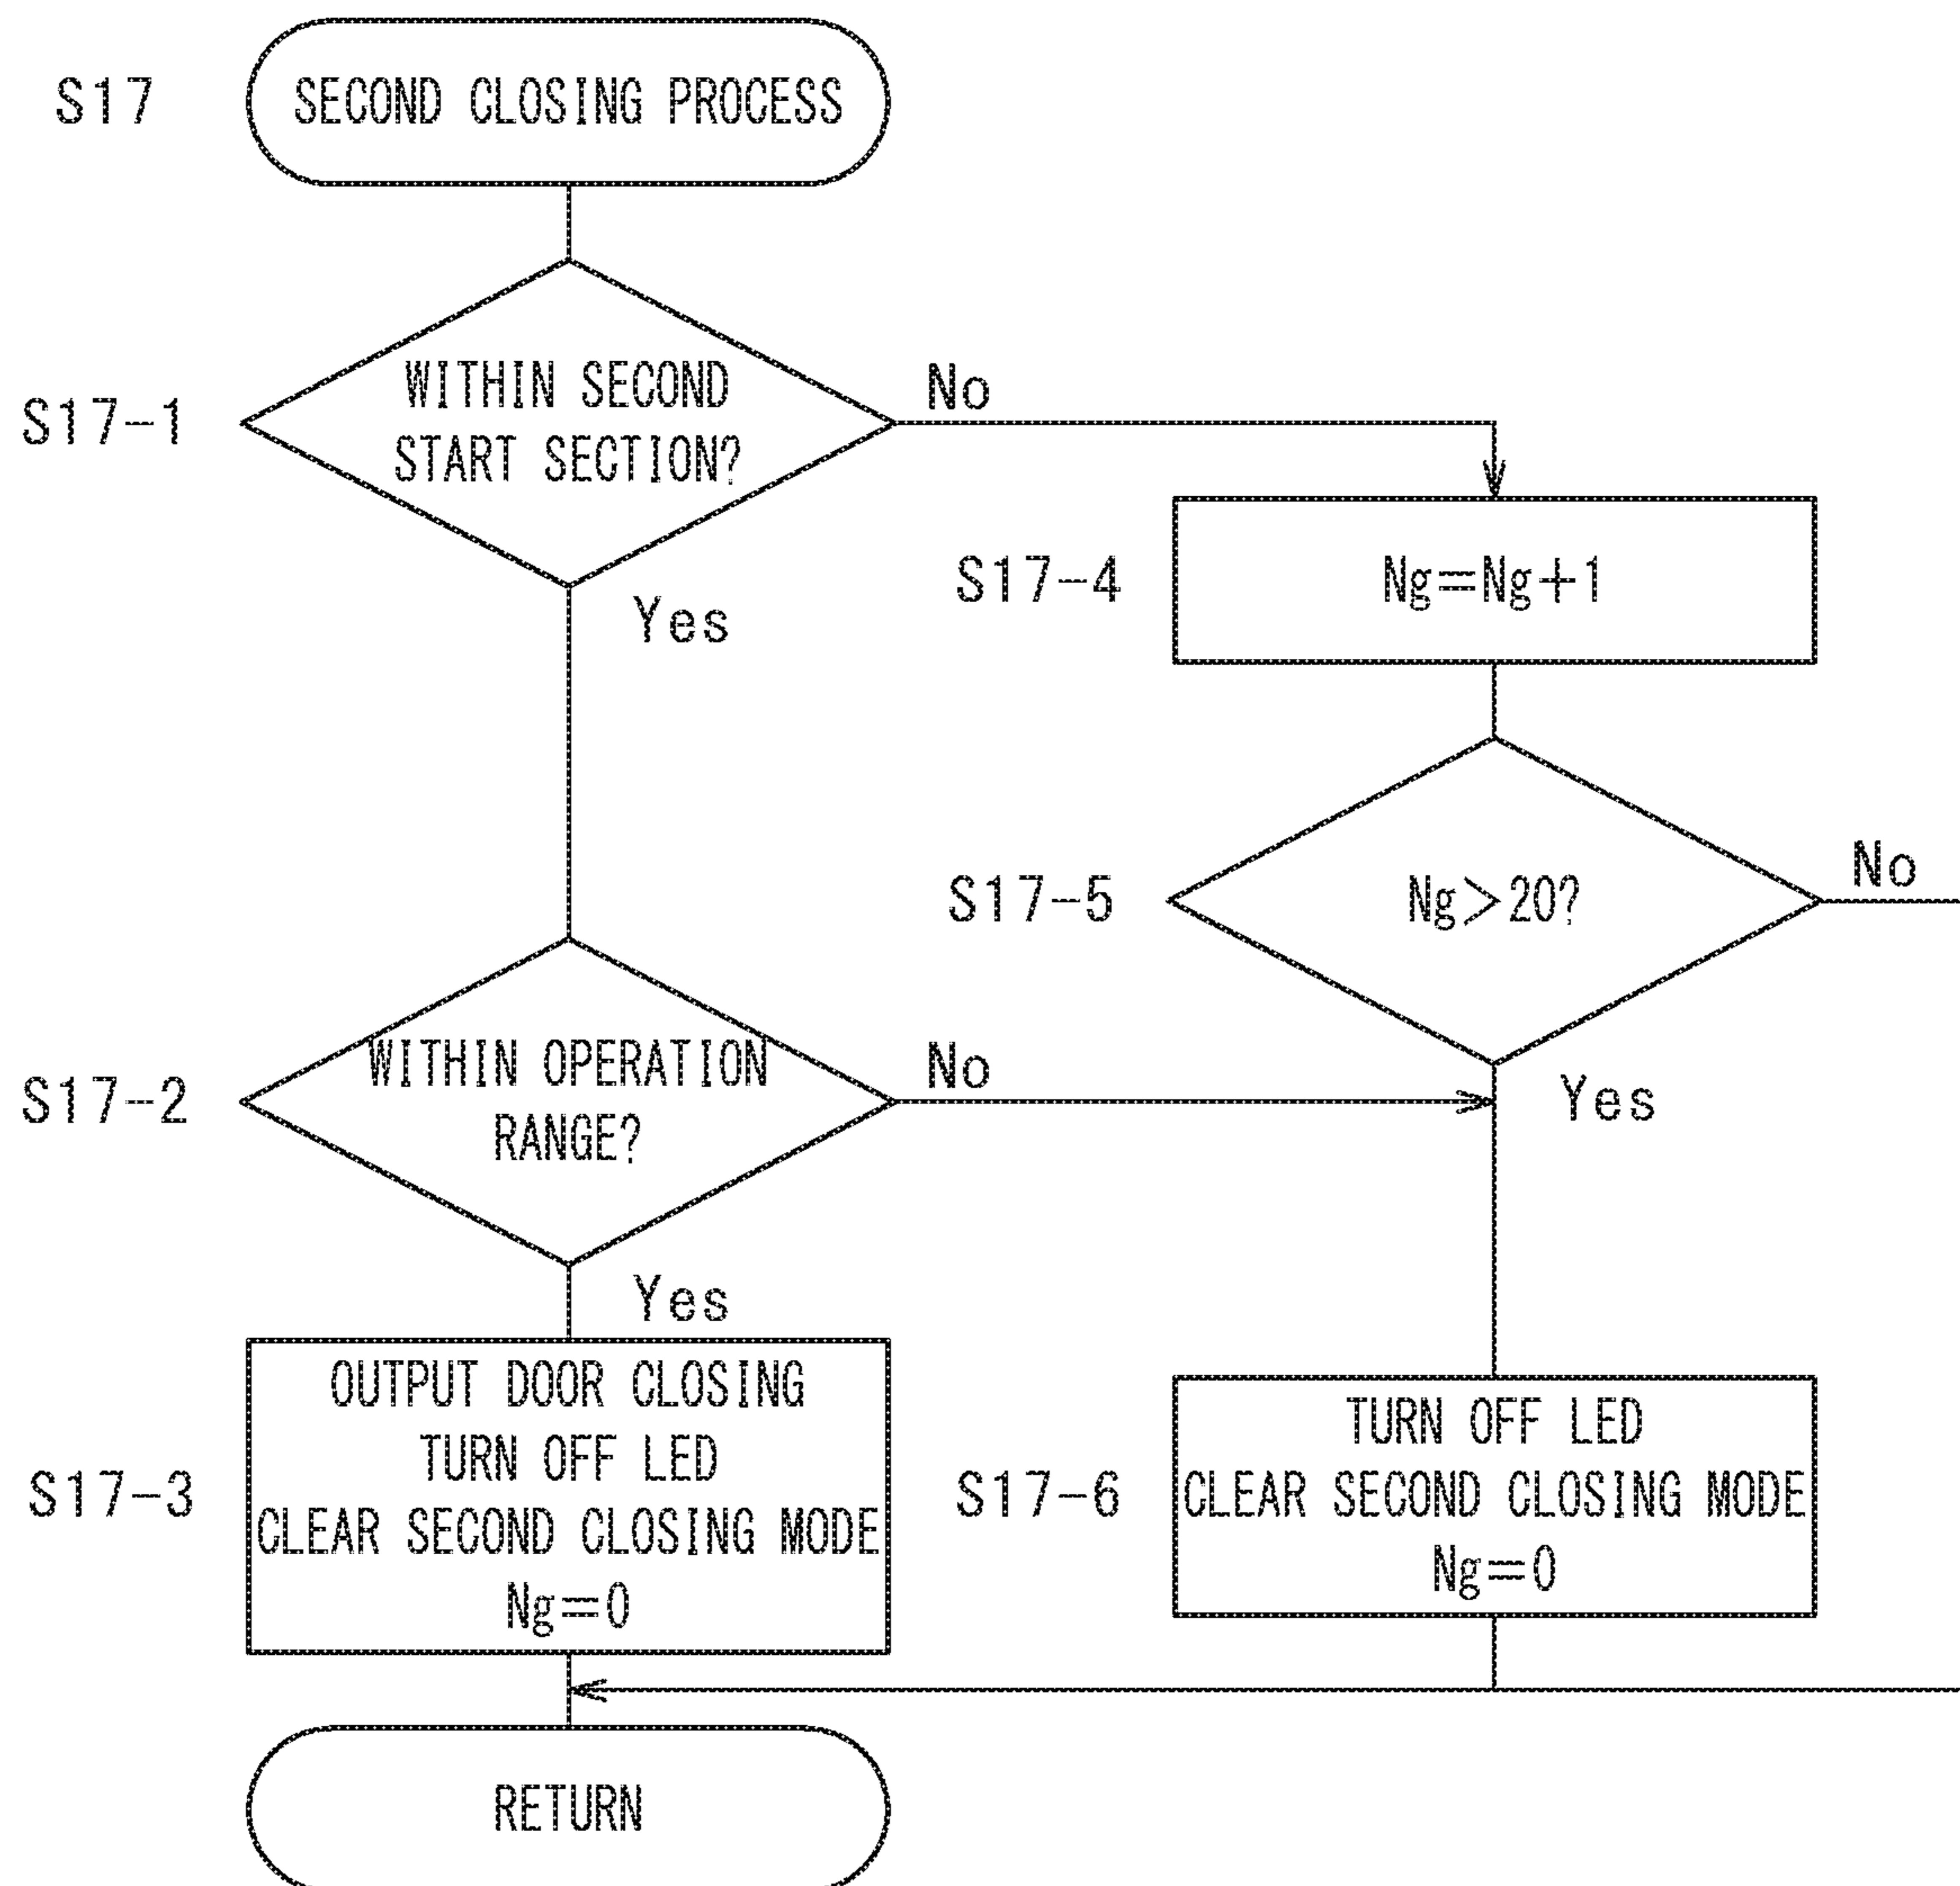 S17
SECOND CLOSING PROCESS
S17-1
WITHIN SECOND
START SECTION?
No
Yes
S17-4
Ng=Ng+1
S17-5
Ng>20?
No
Yes
S17-2
WITHIN OPERATION
RANGE?
No
Yes
S17-3
OUTPUT DOOR CLOSING
TURN OFF LED
CLEAR SECOND CLOSING MODE
Ng=0
S17-6
TURN OFF LED
CLEAR SECOND CLOSING MODE
Ng=0
RETURN